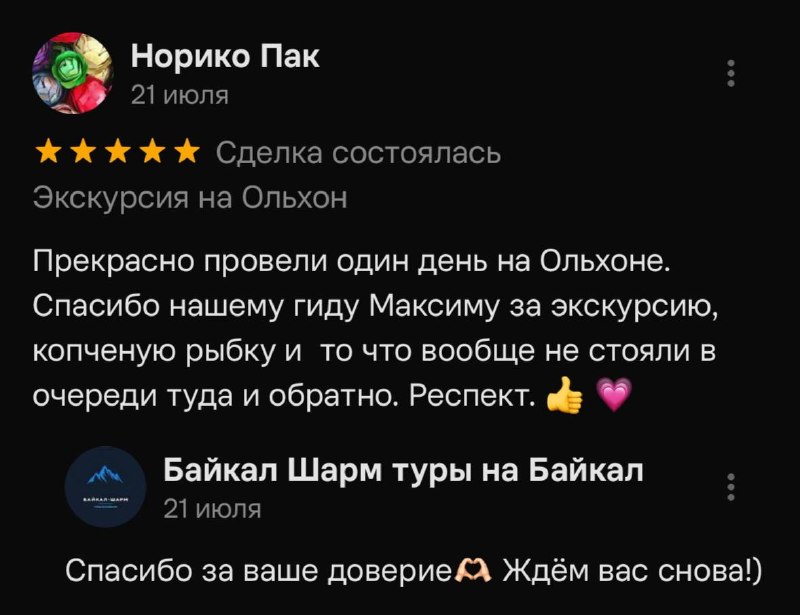 Норико Пак
21 июля
★★★★★ Сделка состоялась
Экскурсия на Ольхон
Прекрасно провели один день на Ольхоне.
Спасибо нашему гиду Максиму за экскурсию,
копченую рыбку и  то что вообще не стояли в
очереди туда и обратно. Респект. 👍 💗
Байкал Шарм туры на Байкал
БАЙКАЛ-ШАРМ
21 июля
Спасибо за ваше доверие🫶🏻 Ждём вас снова!)